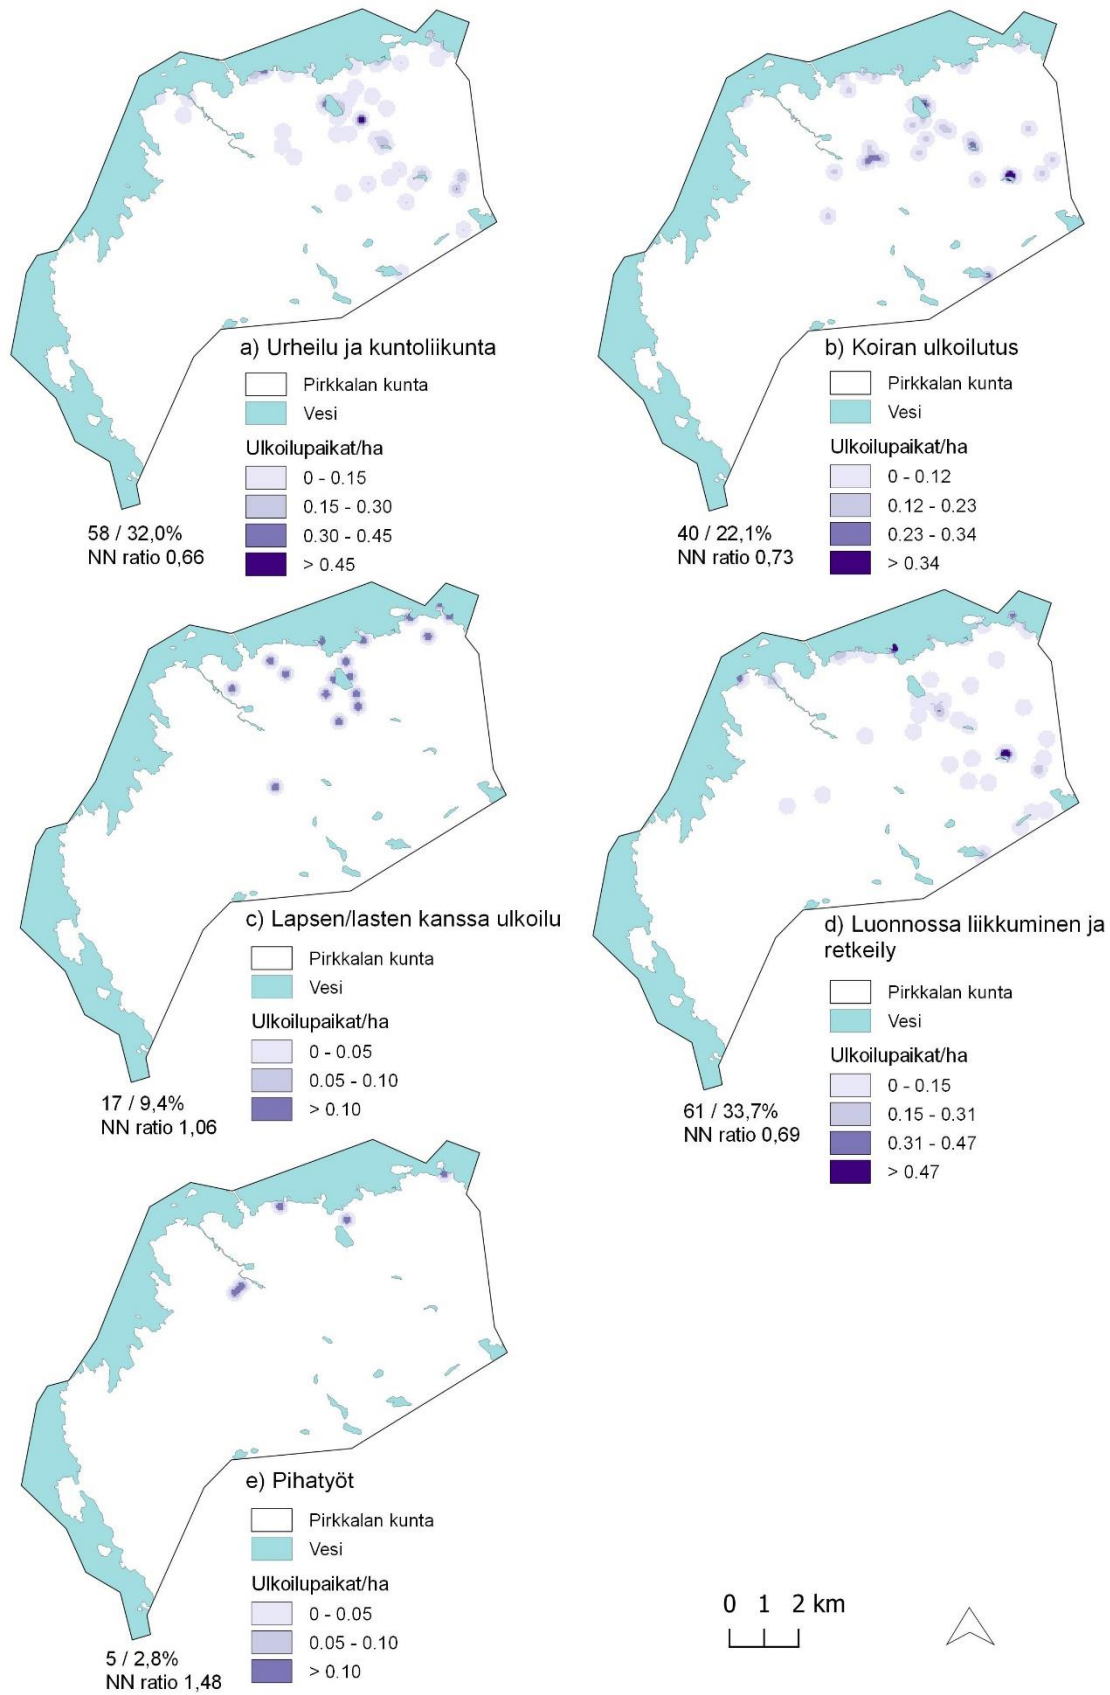 a) Urheilu ja kuntoliikunta
Pirkkalan kunta
Vesi
Ulkoilupaikat/ha
0 - 0.15
0.15 - 0.30
0.30 - 0.45
> 0.45
58 / 32,0%
NN ratio 0,66
b) Koiran ulkoilutus
Pirkkalan kunta
Vesi
Ulkoilupaikat/ha
0 - 0.12
0.12 - 0.23
0.23 - 0.34
> 0.34
40 / 22,1%
NN ratio 0,73
c) Lapsen/lasten kanssa ulkoilu
Pirkkalan kunta
Vesi
Ulkoilupaikat/ha
0 - 0.05
0.05 - 0.10
> 0.10
17 / 9,4%
NN ratio 1,06
d) Luonnossa liikkuminen ja
retkeily
Pirkkalan kunta
Vesi
Ulkoilupaikat/ha
0 - 0.15
0.15 - 0.31
0.31 - 0.47
> 0.47
61 / 33,7%
NN ratio 0,69
e) Pihatyöt
Pirkkalan kunta
Vesi
Ulkoilupaikat/ha
0 - 0.05
0.05 - 0.10
> 0.10
5 / 2,8%
NN ratio 1,48
0 1 2 km